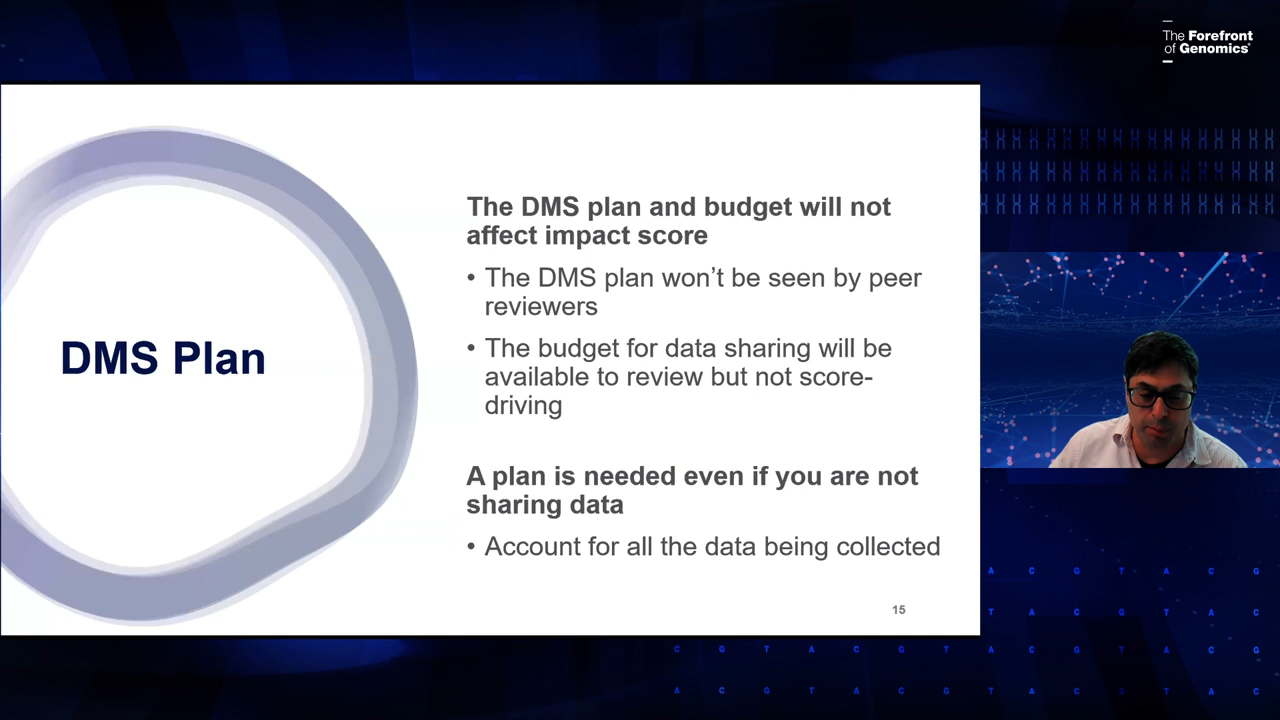 The Forefront
of Genomics®
The DMS plan and budget will not
affect impact score
• The DMS plan won’t be seen by peer
reviewers
• The budget for data sharing will be
available to review but not score-
driving
DMS Plan
A plan is needed even if you are not
sharing data
• Account for all the data being collected
15
A C G T A C G
T A C G T A C
C G T A C G T A C G T A C G
A C G T A C G T A C G T A C